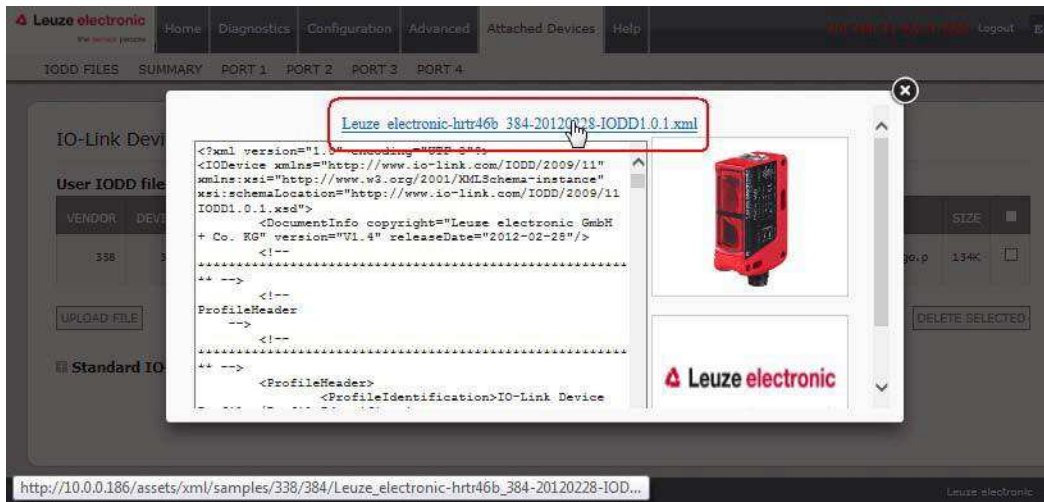 Leuze electronic
the sensor people
Home Diagnostics Configuration Advanced Attached Devices Help
Logout
IODD FILES SUMMARY PORT 1 PORT 2 PORT 3 PORT 4
Leuze_electronic-hrtr46b_384-20120228-IODD1.0.1.xml
IO-Link Devi
User IODD file
VENDOR DEVI SIZE
338 3 go.p 134K
UPLOAD FILE DELETE SELECTED
Standard IO
<?xml version="1.0" encoding="UTF-8"?>
<IODevice xmlns="http://www.io-link.com/IODD/2009/11"
xmlns:xsi="http://www.w3.org/2001/XMLSchema-instance"
xsi:schemaLocation="http://www.io-link.com/IODD/2009/11
IODD1.0.1.xsd">
<DocumentInfo copyright="Leuze electronic GmbH
+ Co. KG" version="V1.4" releaseDate="2012-02-28"/>
<!--
****************************************************************
** -->
<!--
ProfileHeader
-->
<!--
****************************************************************
** -->
<ProfileHeader>
<ProfileIdentification>IO-Link Device
Leuze electronic
http://10.0.0.186/assets/xml/samples/338/384/Leuze_electronic-hrtr46b_384-20120228-IOD...
Leuze electronic